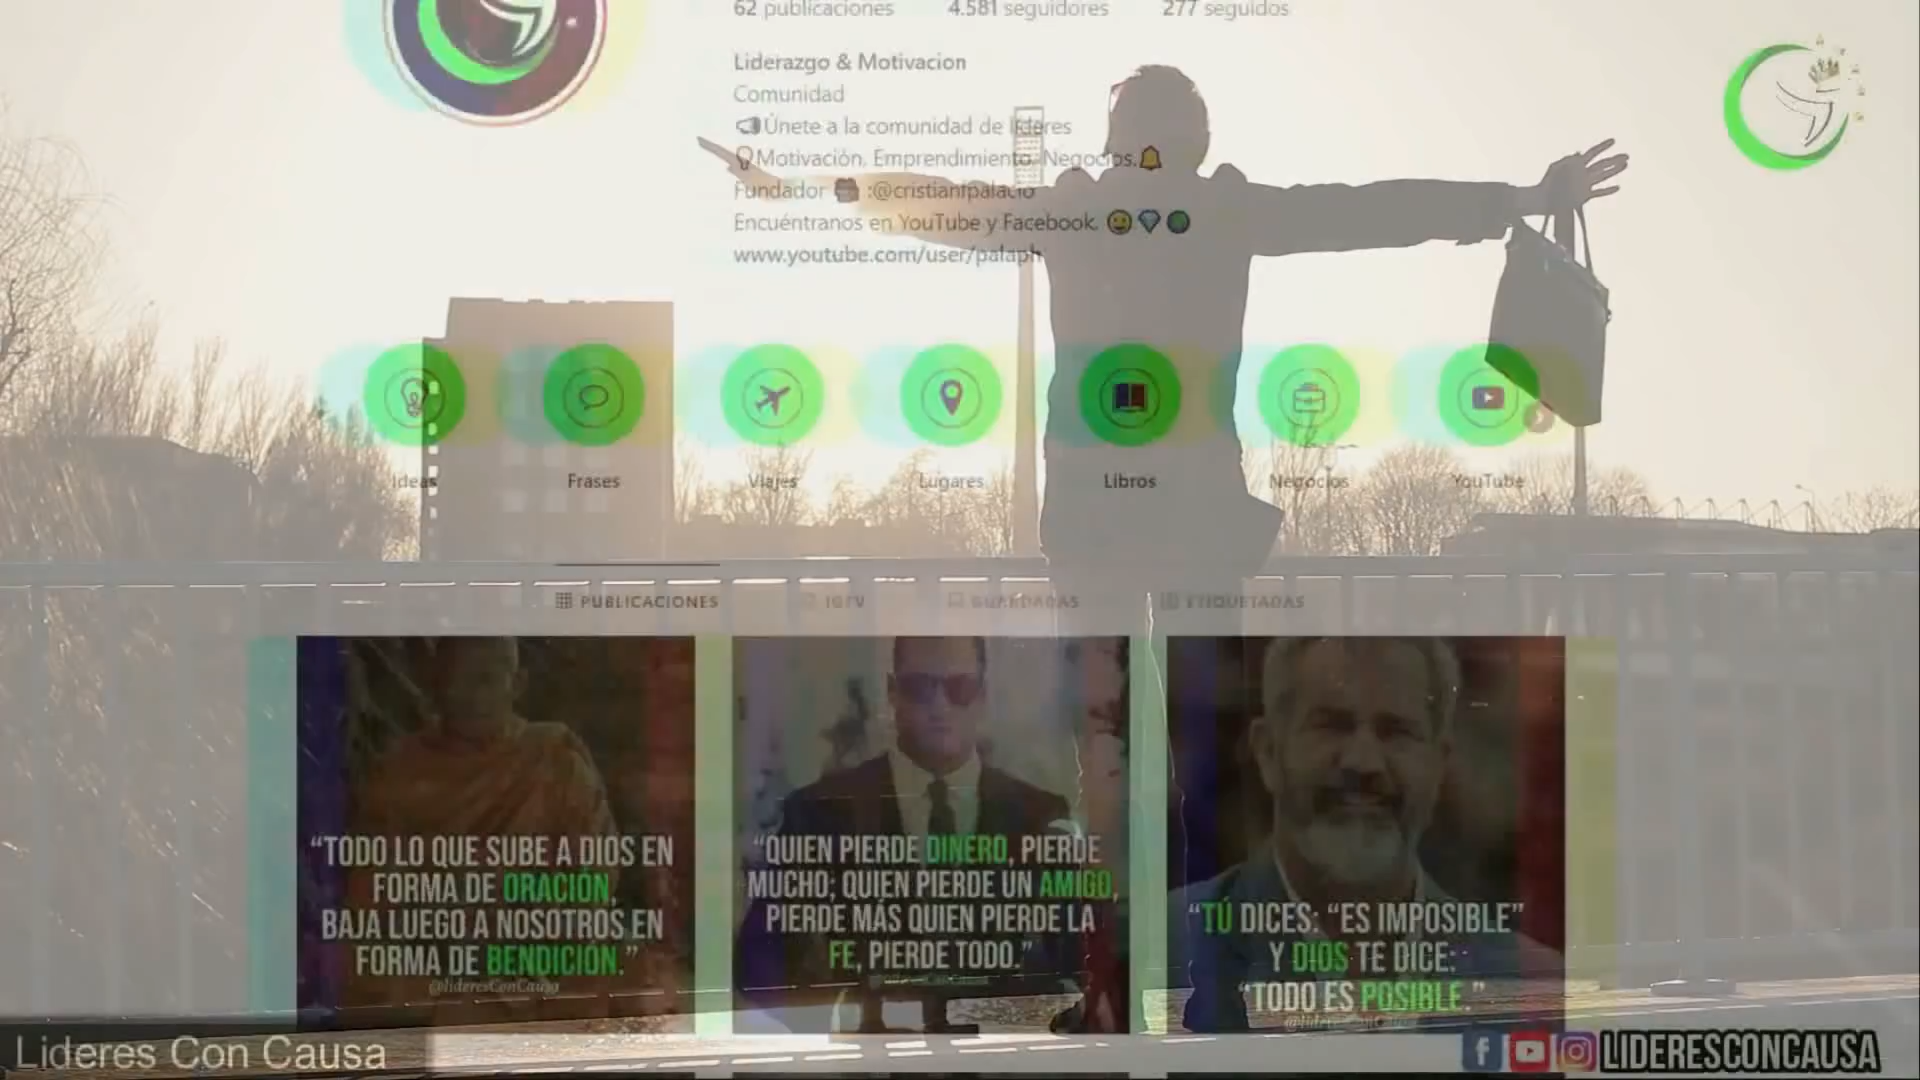 62 publicaciones 4.581 seguidores 277 seguidos
Liderazgo & Motivacion
Comunidad
Únete a la comunidad de líderes
Motivación. Emprendimiento. Negocios.
Fundador :@cristianfpalacio
Encuéntranos en YouTube y Facebook.
www.youtube.com/user/palaph
Ideas Frases Viajes Lugares Libros Negocios YouTube
PUBLICACIONES IGTV GUARDADAS ETIQUETADAS
“TODO LO QUE SUBE A DIOS EN
FORMA DE ORACIÓN,
BAJA LUEGO A NOSOTROS EN
FORMA DE BENDICIÓN.”
@lideresConCausa
“QUIEN PIERDE DINERO, PIERDE
MUCHO; QUIEN PIERDE UN AMIGO,
PIERDE MÁS QUIEN PIERDE LA
FE, PIERDE TODO.”
“TÚ DICES: “ES IMPOSIBLE”
Y DIOS TE DICE:
“TODO ES POSIBLE.”
Lideres Con Causa
LIDERESCONCAUSA